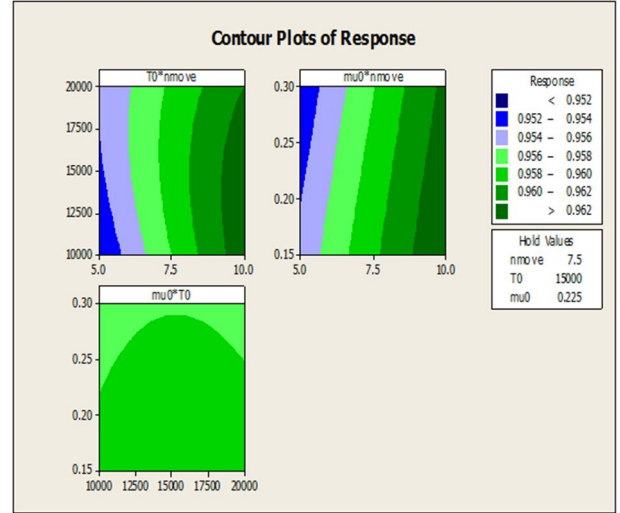 Contour Plots of Response
T0*nmove
20000
17500
15000
12500
10000
5.0 7.5 10.0
mu0*nmove
0.30
0.25
0.20
0.15
5.0 7.5 10.0
Response
< 0.952
0.952 – 0.954
0.954 – 0.956
0.956 – 0.958
0.958 – 0.960
0.960 – 0.962
> 0.962
Hold Values
nmove 7.5
T0 15000
mu0 0.225
mu0*T0
0.30
0.25
0.20
0.15
10000 12500 15000 17500 20000